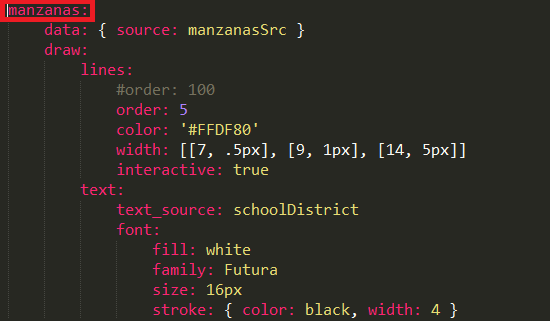 manzanas:
data: { source: manzanasSrc }
draw:
lines:
#order: 100
order: 5
color: '#FFDF80'
width: [[7, .5px], [9, 1px], [14, 5px]]
interactive: true
text:
text_source: schoolDistrict
font:
fill: white
family: Futura
size: 16px
stroke: { color: black, width: 4 }